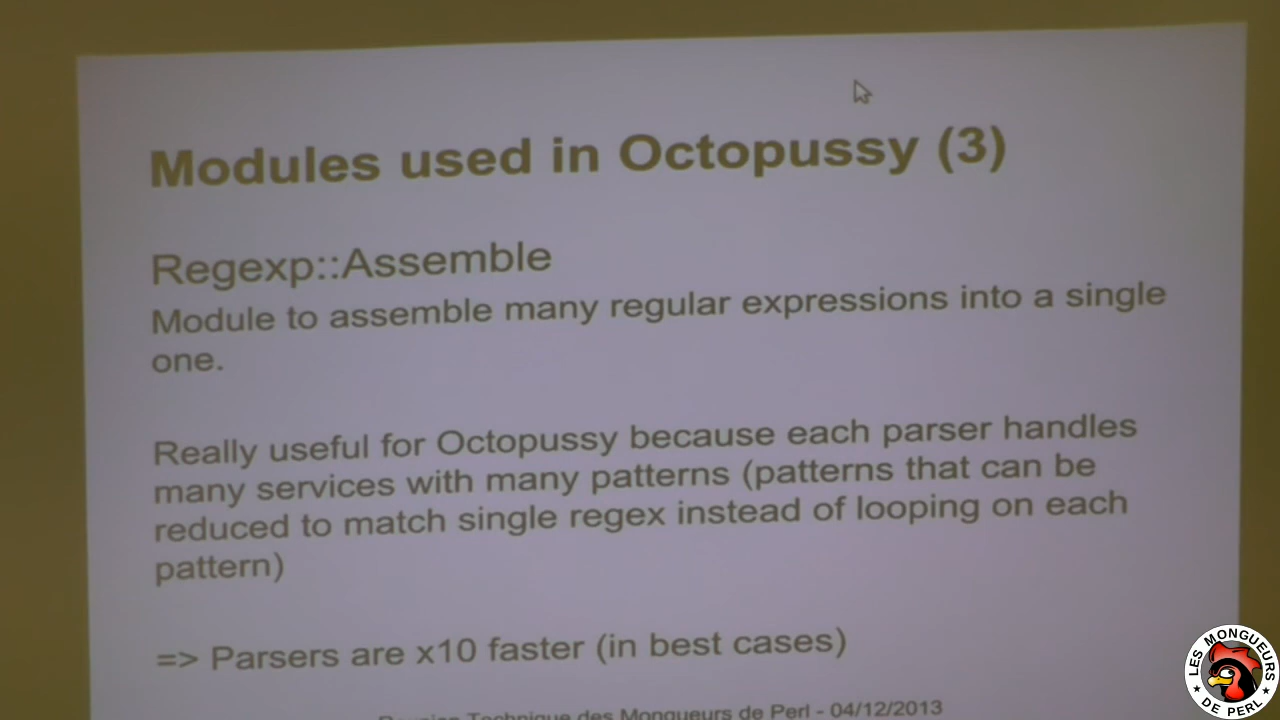 Modules used in Octopussy (3)
Regexp::Assemble
Module to assemble many regular expressions into a single
one.
Really useful for Octopussy because each parser handles
many services with many patterns (patterns that can be
reduced to match single regex instead of looping on each
pattern)
=> Parsers are x10 faster (in best cases)
Technique des Mongueurs de Perl - 04/12/2013
LES MONGUEURS
★ DE PERL ★